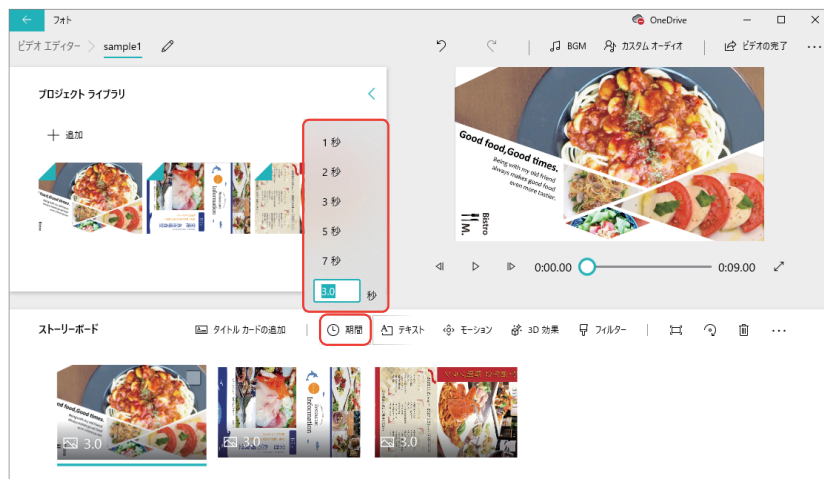 フォト
OneDrive
ビデオ エディター > sample1
BGM
カスタム オーディオ
ビデオの完了
プロジェクト ライブラリ
追加
1 秒
2 秒
3 秒
5 秒
7 秒
3.0 秒
Information
Good food,Good times.
Being with my old friend
always makes good food
even more tastier.
Bistro
M.
0:00.00
0:09.00
ストーリーボード
タイトル カードの追加
期間
テキスト
モーション
3D 効果
フィルター
od food,Good times.
3.0
Information
3.0
3.0